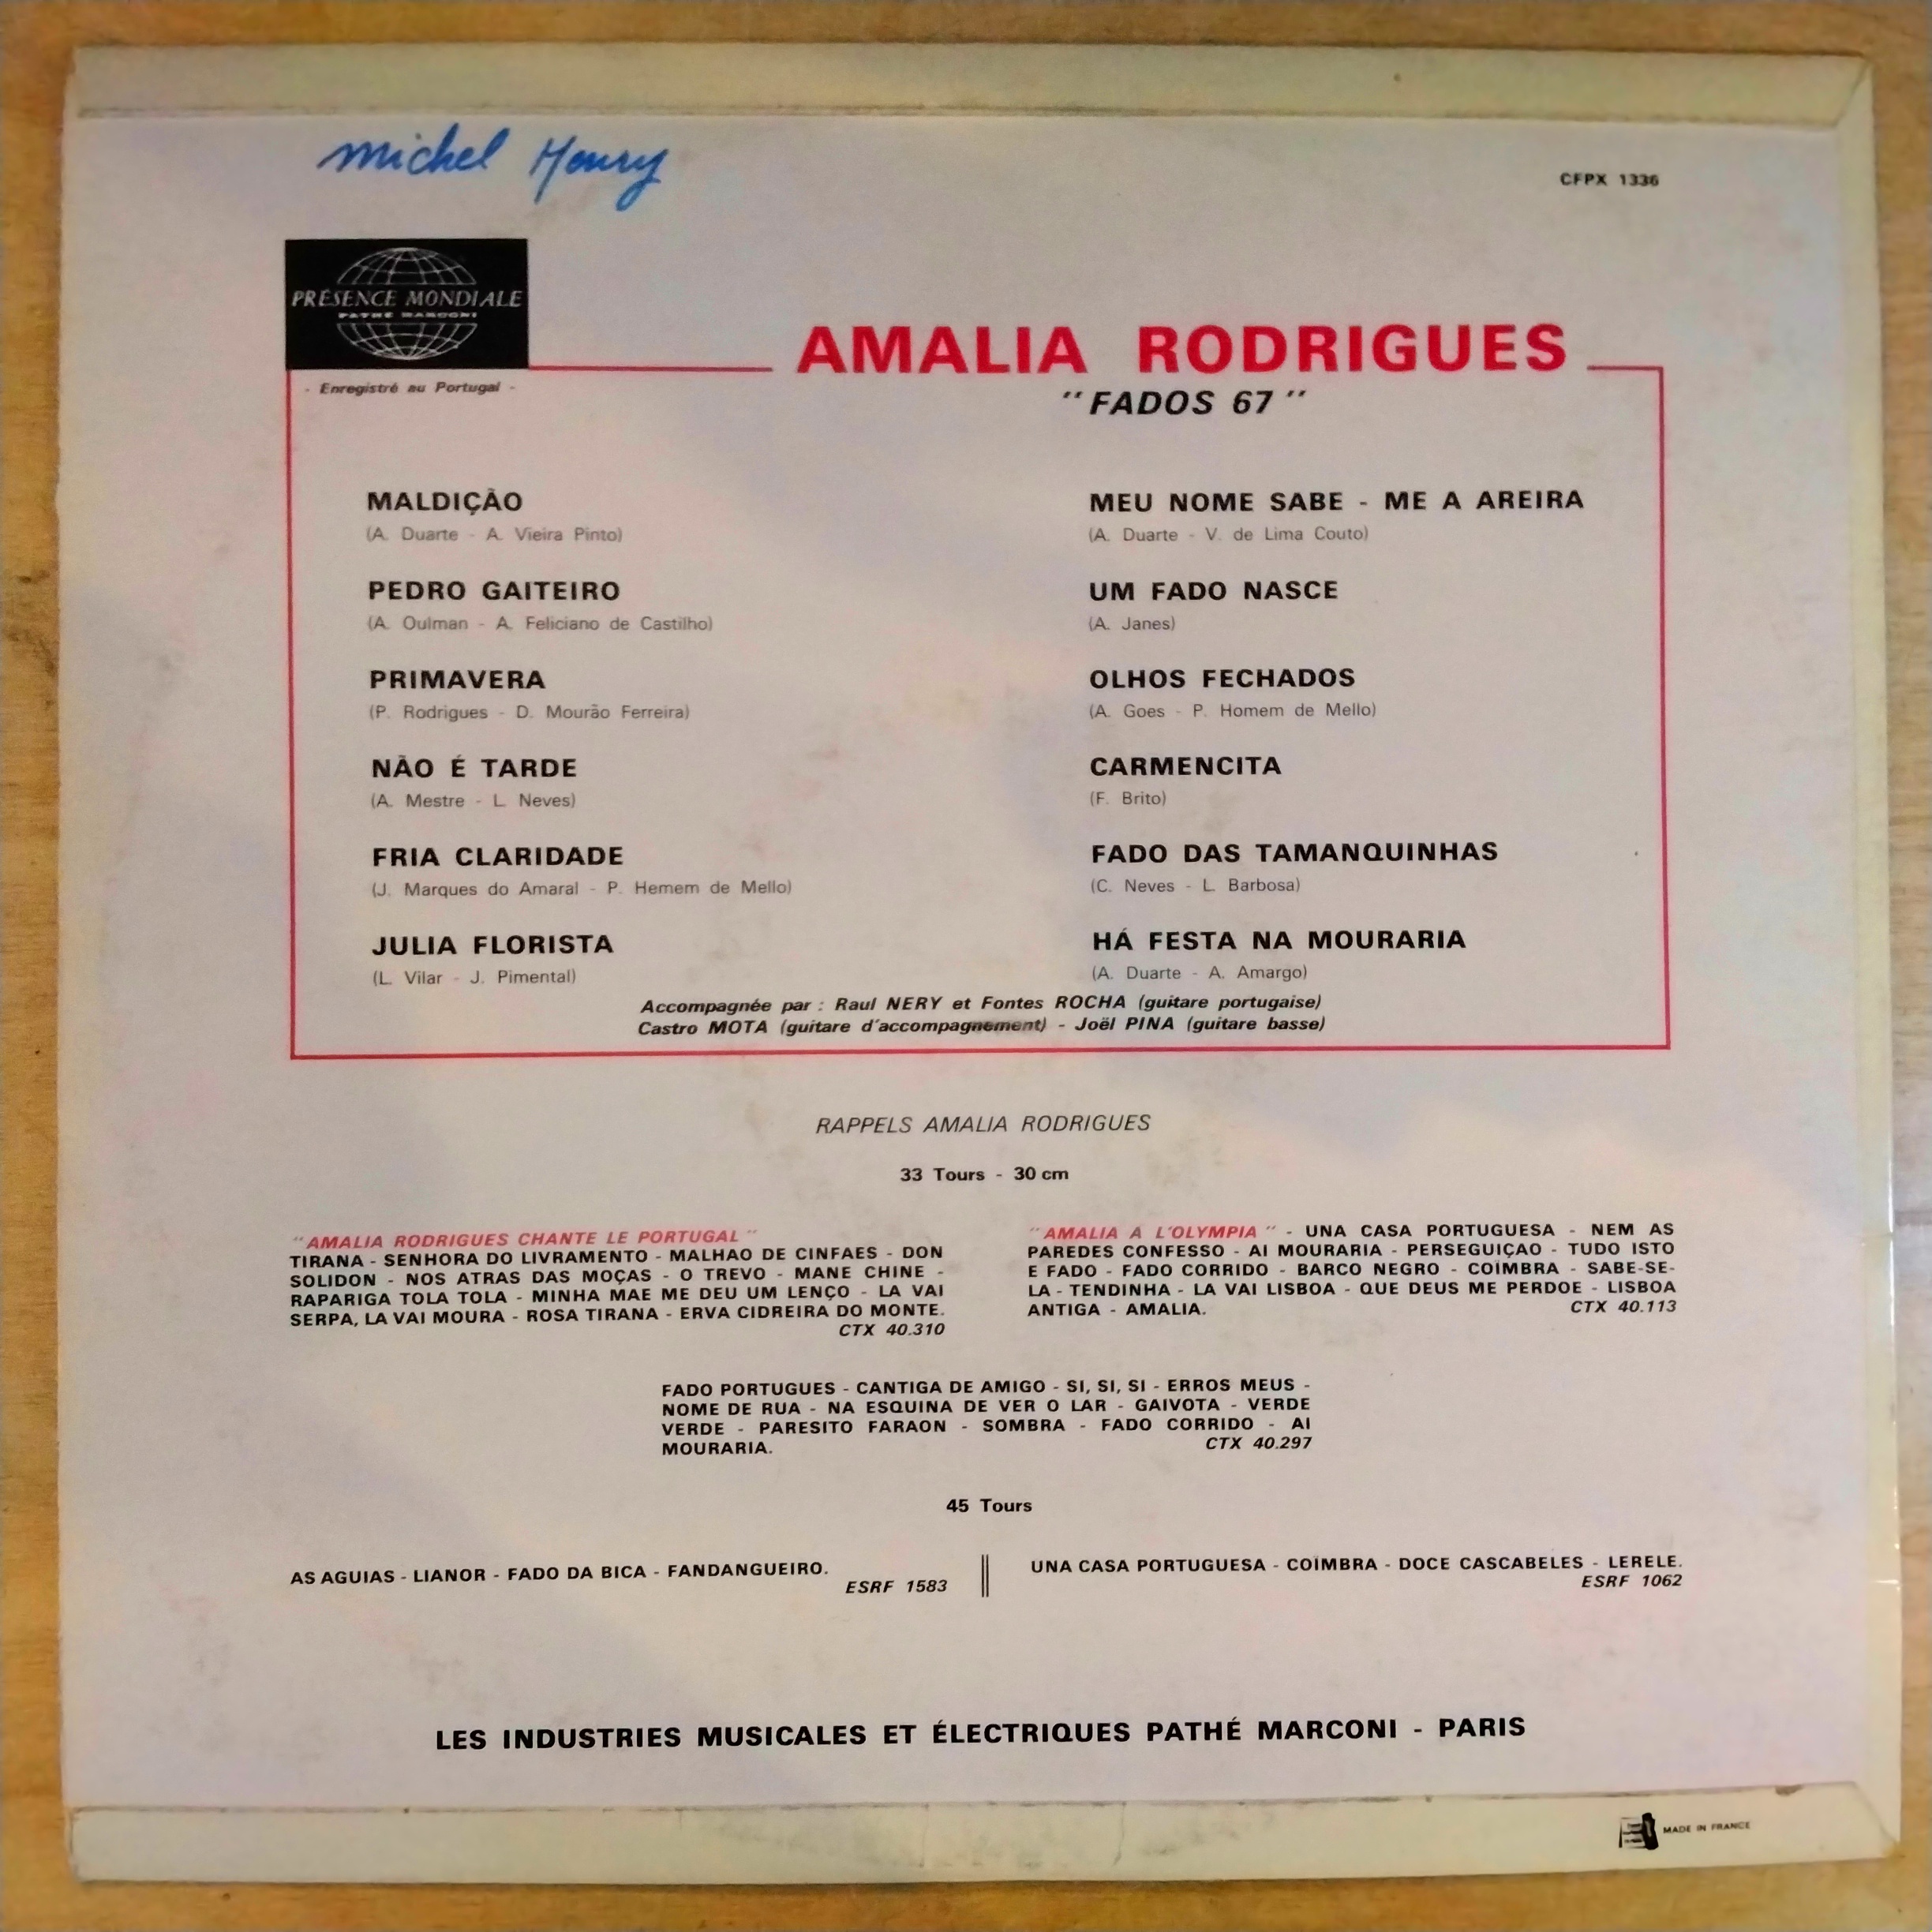 michel Henry
CFPX 1336
PRÉSENCE MONDIALE
PATHÉ MARCONI
- Enregistré au Portugal -
AMALIA RODRIGUES
"FADOS 67"
MALDIÇÃO
(A. Duarte - A. Vieira Pinto)
PEDRO GAITEIRO
(A. Oulman - A. Feliciano de Castilho)
PRIMAVERA
(P. Rodrigues - D. Mourão Ferreira)
NÃO É TARDE
(A. Mestre - L. Neves)
FRIA CLARIDADE
(J. Marques do Amaral - P. Hemem de Mello)
JULIA FLORISTA
(L. Vilar - J. Pimental)
MEU NOME SABE - ME A AREIRA
(A. Duarte - V. de Lima Couto)
UM FADO NASCE
(A. Janes)
OLHOS FECHADOS
(A. Goes - P. Homem de Mello)
CARMENCITA
(F. Brito)
FADO DAS TAMANQUINHAS
(C. Neves - L. Barbosa)
HÁ FESTA NA MOURARIA
(A. Duarte - A. Amargo)
Accompagnée par : Raul NERY et Fontes ROCHA (guitare portugaise)
Castro MOTA (guitare d'accompagnement) - Joël PINA (guitare basse)
RAPPELS AMALIA RODRIGUES
33 Tours - 30 cm
"AMALIA RODRIGUES CHANTE LE PORTUGAL"
TIRANA - SENHORA DO LIVRAMENTO - MALHAO DE CINFAES - DON
SOLIDON - NOS ATRAS DAS MOÇAS - O TREVO - MANE CHINE -
RAPARIGA TOLA TOLA - MINHA MAE ME DEU UM LENÇO - LA VAI
SERPA, LA VAI MOURA - ROSA TIRANA - ERVA CIDREIRA DO MONTE.
CTX 40.310
"AMALIA A L'OLYMPIA" - UNA CASA PORTUGUESA - NEM AS
PAREDES CONFESSO - AI MOURARIA - PERSEGUIÇAO - TUDO ISTO
E FADO - FADO CORRIDO - BARCO NEGRO - COIMBRA - SABE-SE-
LA - TENDINHA - LA VAI LISBOA - QUE DEUS ME PERDOE - LISBOA
ANTIGA - AMALIA. CTX 40.113
FADO PORTUGUES - CANTIGA DE AMIGO - SI, SI, SI - ERROS MEUS -
NOME DE RUA - NA ESQUINA DE VER O LAR - GAIVOTA - VERDE
VERDE - PARESITO FARAON - SOMBRA - FADO CORRIDO - AI
MOURARIA. CTX 40.297
45 Tours
AS AGUIAS - LIANOR - FADO DA BICA - FANDANGUEIRO.
ESRF 1583
UNA CASA PORTUGUESA - COIMBRA - DOCE CASCABELES - LERELE.
ESRF 1062
LES INDUSTRIES MUSICALES ET ÉLECTRIQUES PATHÉ MARCONI - PARIS
MADE IN FRANCE